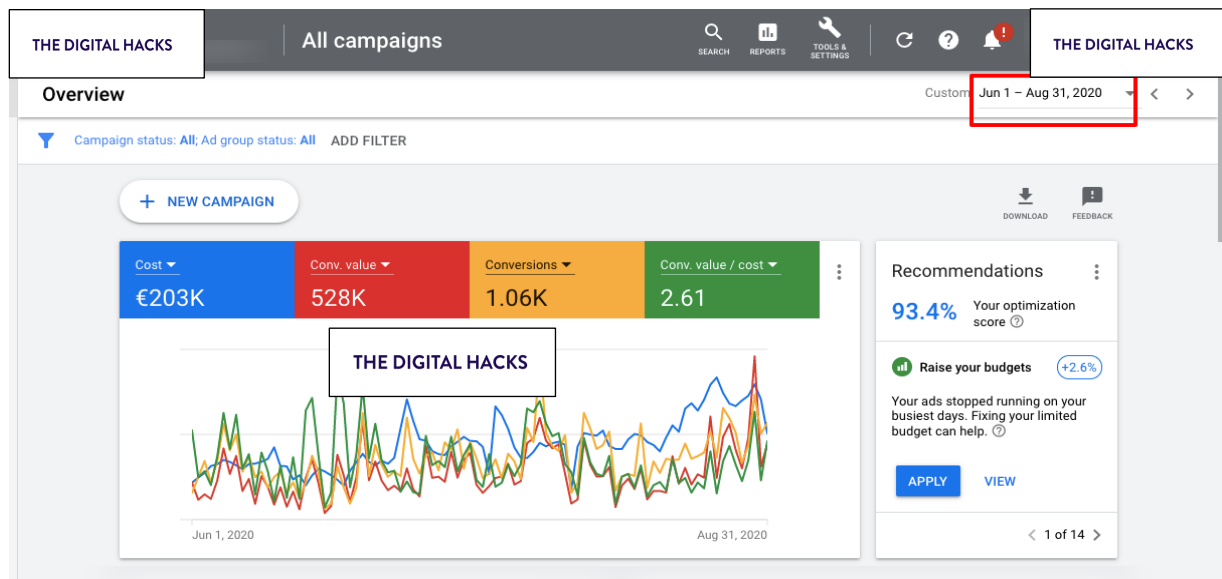 THE DIGITAL HACKS
All campaigns
SEARCH
REPORTS
TOOLS &
SETTINGS
!
THE DIGITAL HACKS
Overview
Custom
Jun 1 – Aug 31, 2020
Campaign status: All; Ad group status: All
ADD FILTER
+ NEW CAMPAIGN
DOWNLOAD
FEEDBACK
Cost
€203K
Conv. value
528K
Conversions
1.06K
Conv. value / cost
2.61
THE DIGITAL HACKS
Jun 1, 2020
Aug 31, 2020
Recommendations
93.4%
Your optimization
score
Raise your budgets
+2.6%
Your ads stopped running on your
busiest days. Fixing your limited
budget can help.
APPLY
VIEW
1 of 14